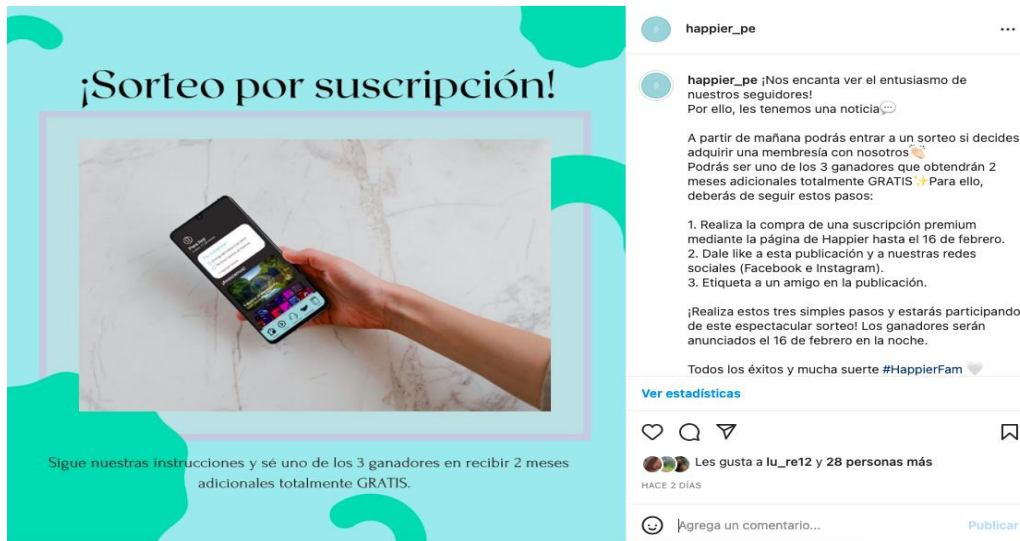 ¡Sorteo por suscripción!
Sigue nuestras instrucciones y sé uno de los 3 ganadores en recibir 2 meses
adicionales totalmente GRATIS.
happier_pe
happier_pe ¡Nos encanta ver el entusiasmo de
nuestros seguidores!
Por ello, les tenemos una noticia💬
A partir de mañana podrás entrar a un sorteo si decides
adquirir una membresía con nosotros👏🏻
Podrás ser uno de los 3 ganadores que obtendrán 2
meses adicionales totalmente GRATIS✨Para ello,
deberás de seguir estos pasos:
1. Realiza la compra de una suscripción premium
mediante la página de Happier hasta el 16 de febrero.
2. Dale like a esta publicación y a nuestras redes
sociales (Facebook e Instagram).
3. Etiqueta a un amigo en la publicación.
¡Realiza estos tres simples pasos y estarás participando
de este espectacular sorteo! Los ganadores serán
anunciados el 16 de febrero en la noche.
Todos los éxitos y mucha suerte #HappierFam 🤍
Ver estadísticas
Les gusta a lu_re12 y 28 personas más
HACE 2 DÍAS
Agrega un comentario...
Publicar